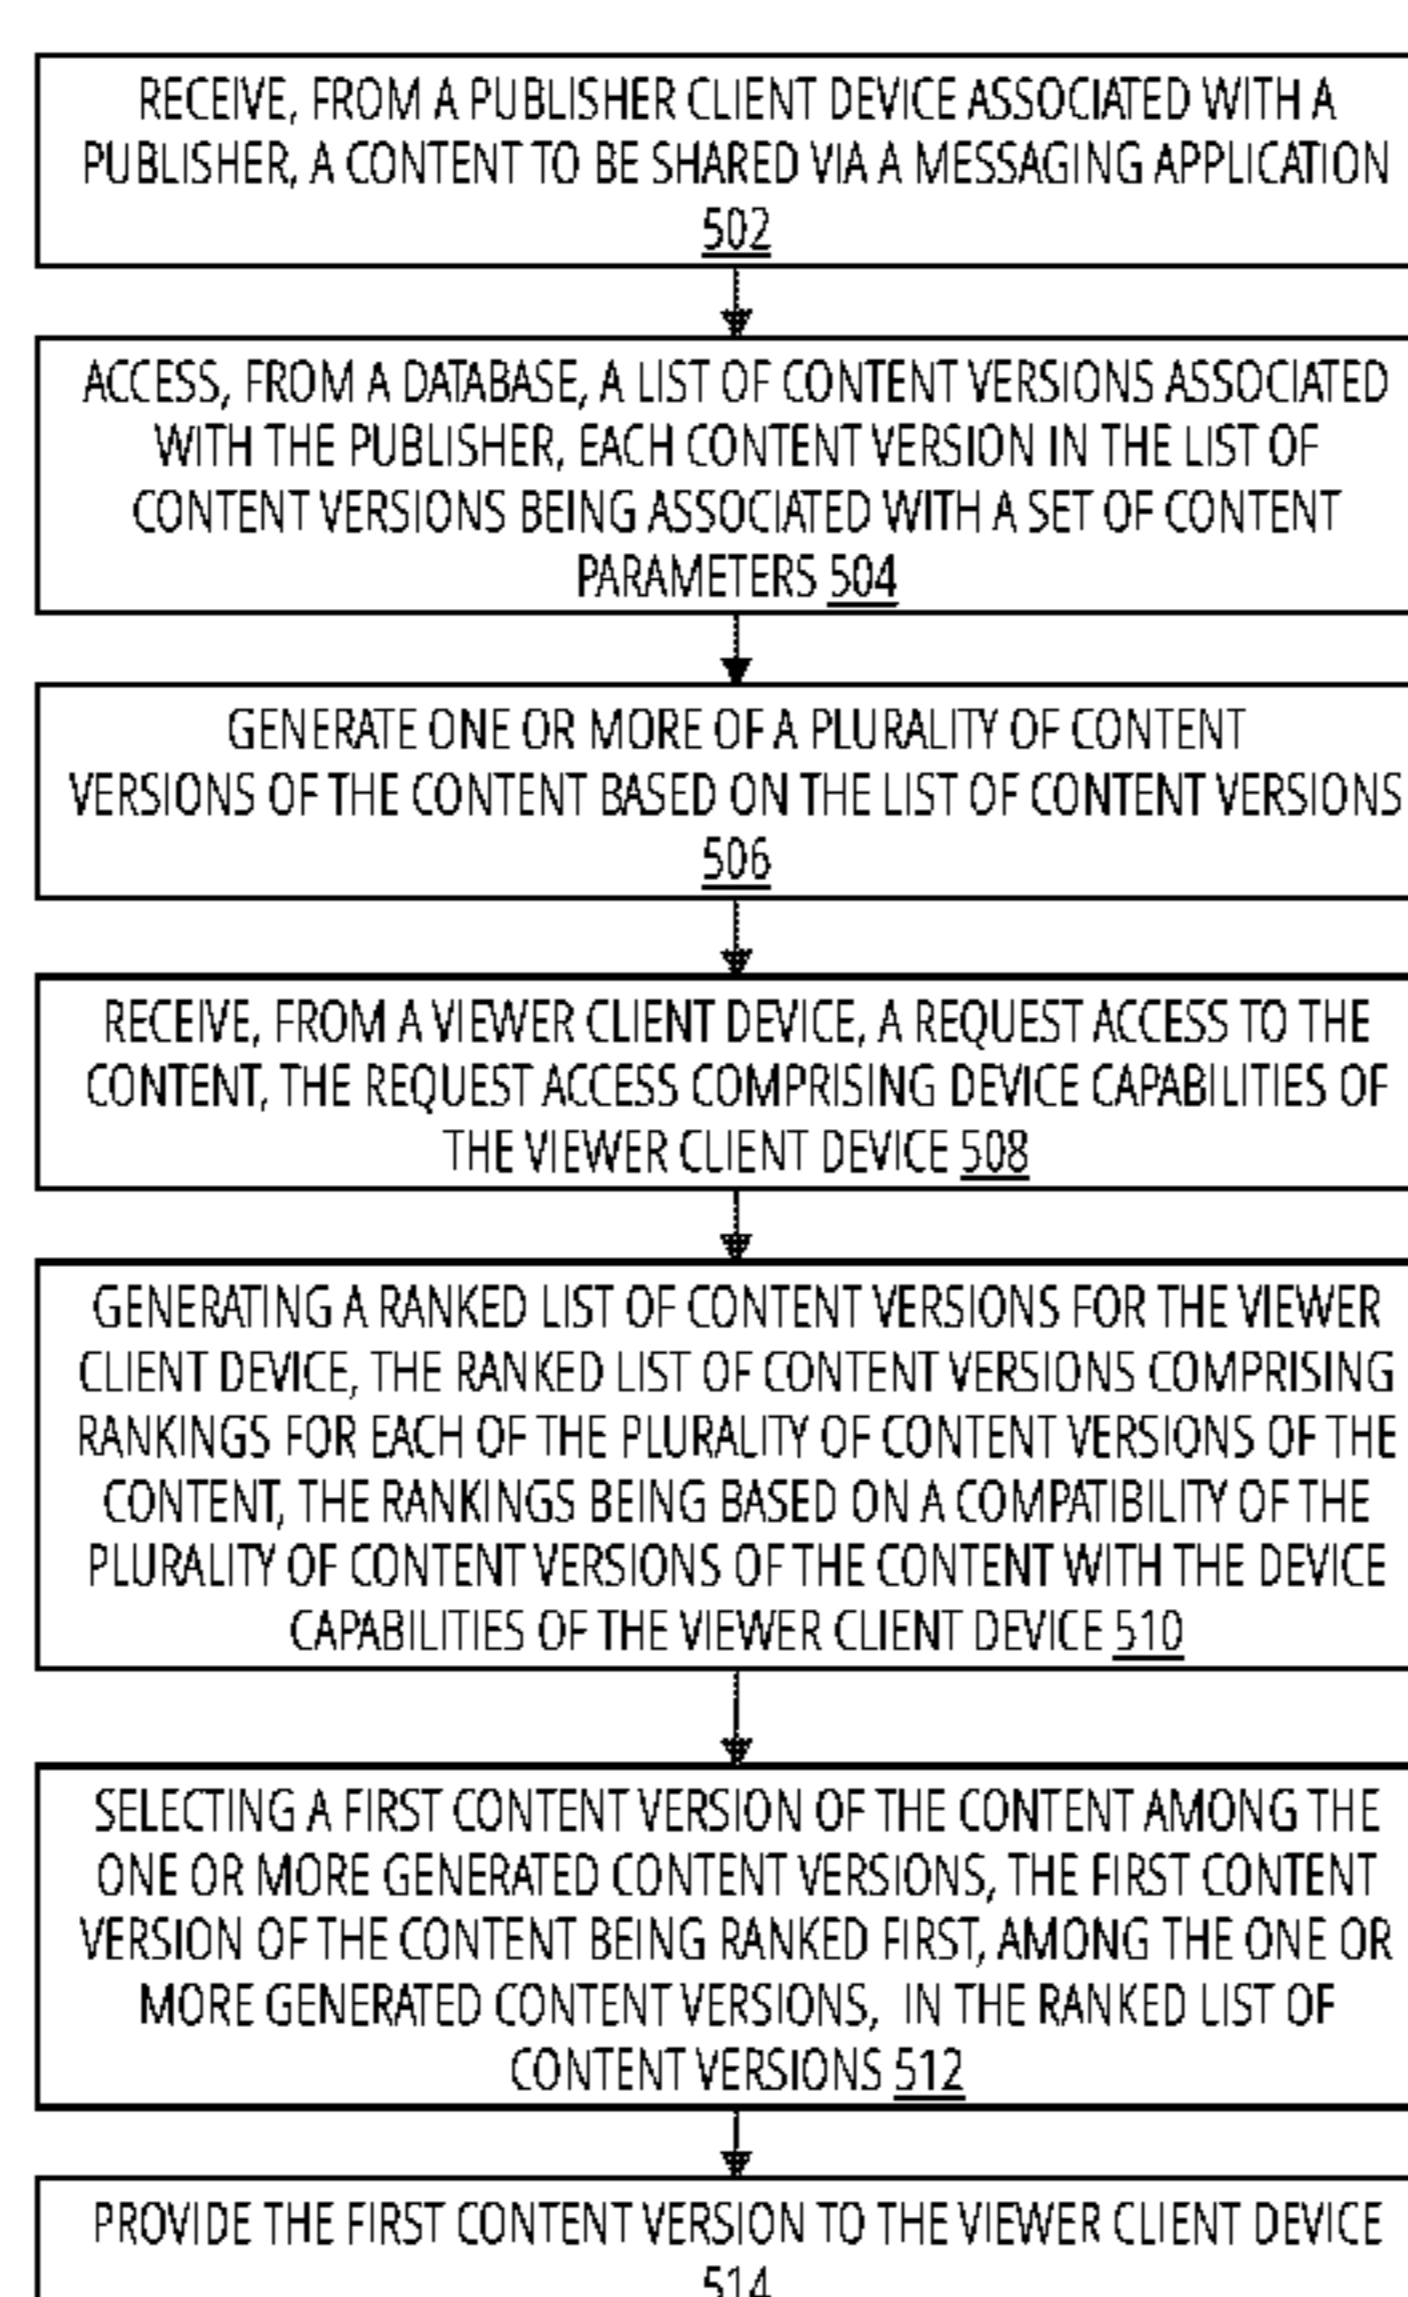 RECEIVE, FROM A PUBLISHER CLIENT DEVICE ASSOCIATED WITH A
PUBLISHER, A CONTENT TO BE SHARED VIA A MESSAGING APPLICATION
502
ACCESS, FROM A DATABASE, A LIST OF CONTENT VERSIONS ASSOCIATED
WITH THE PUBLISHER, EACH CONTENT VERSION IN THE LIST OF
CONTENT VERSIONS BEING ASSOCIATED WITH A SET OF CONTENT
PARAMETERS 504
GENERATE ONE OR MORE OF A PLURALITY OF CONTENT
VERSIONS OF THE CONTENT BASED ON THE LIST OF CONTENT VERSIONS
506
RECEIVE, FROM A VIEWER CLIENT DEVICE, A REQUEST ACCESS TO THE
CONTENT, THE REQUEST ACCESS COMPRISING DEVICE CAPABILITIES OF
THE VIEWER CLIENT DEVICE 508
GENERATING A RANKED LIST OF CONTENT VERSIONS FOR THE VIEWER
CLIENT DEVICE, THE RANKED LIST OF CONTENT VERSIONS COMPRISING
RANKINGS FOR EACH OF THE PLURALITY OF CONTENT VERSIONS OF THE
CONTENT, THE RANKINGS BEING BASED ON A COMPATIBILITY OF THE
PLURALITY OF CONTENT VERSIONS OF THE CONTENT WITH THE DEVICE
CAPABILITIES OF THE VIEWER CLIENT DEVICE 510
SELECTING A FIRST CONTENT VERSION OF THE CONTENT AMONG THE
ONE OR MORE GENERATED CONTENT VERSIONS, THE FIRST CONTENT
VERSION OF THE CONTENT BEING RANKED FIRST, AMONG THE ONE OR
MORE GENERATED CONTENT VERSIONS, IN THE RANKED LIST OF
CONTENT VERSIONS 512
PROVIDE THE FIRST CONTENT VERSION TO THE VIEWER CLIENT DEVICE
514